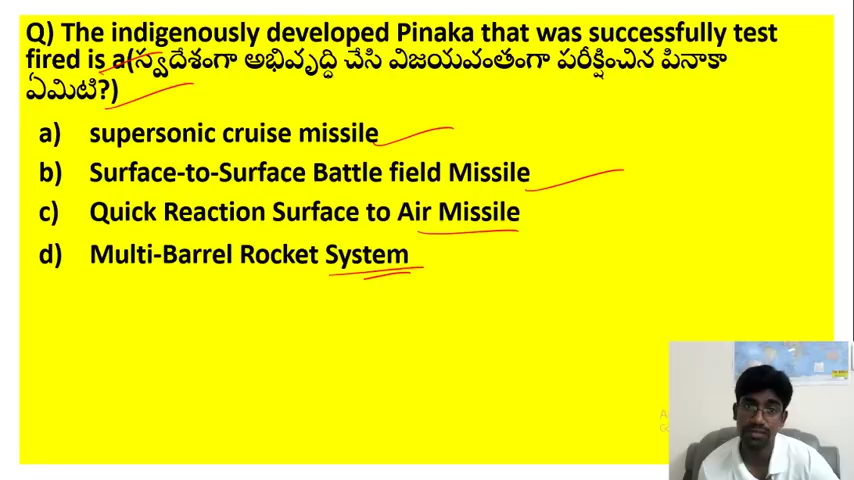 Q) The indigenously developed Pinaka that was successfully test
fired is a(స్వదేశంగా అభివృద్ధి చేసి విజయవంతంగా పరీక్షించిన పినాకా
ఏమిటి?)
a) supersonic cruise missile
b) Surface-to-Surface Battle field Missile
c) Quick Reaction Surface to Air Missile
d) Multi-Barrel Rocket System